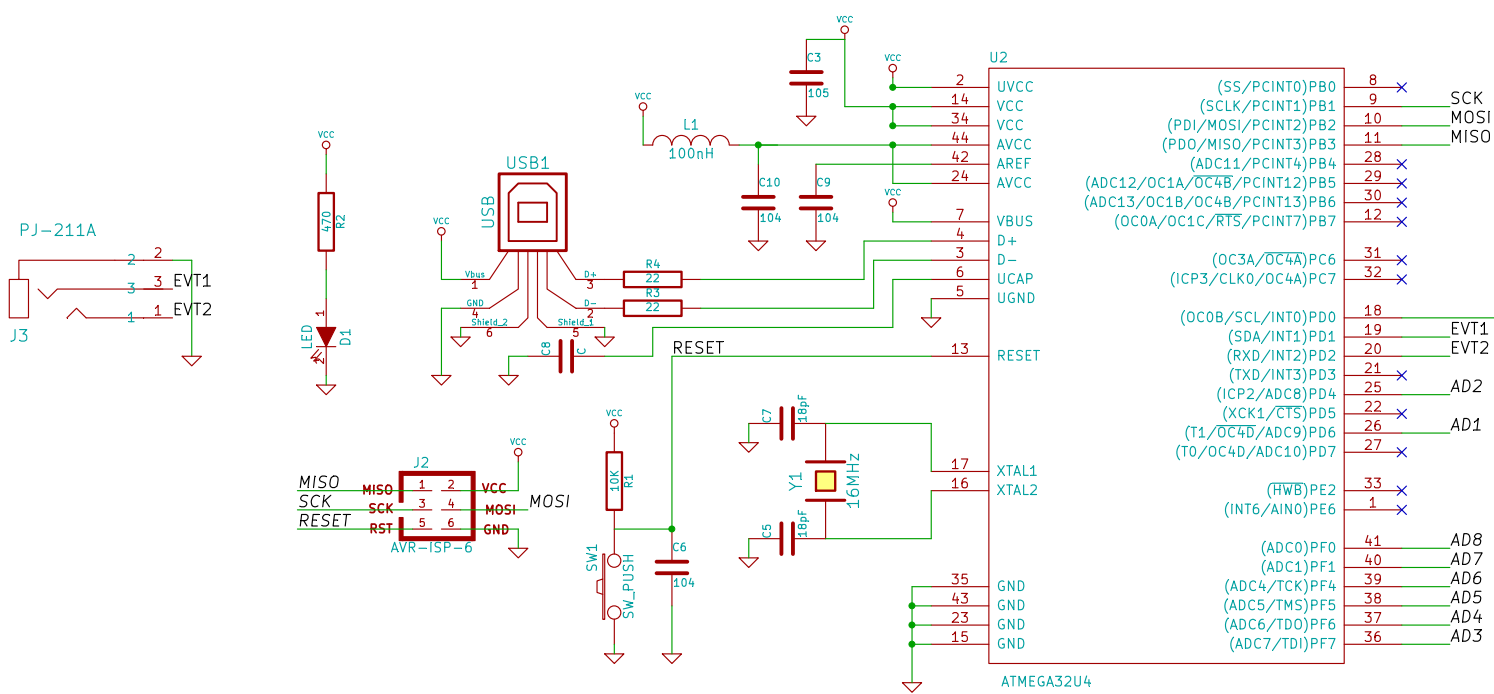 PJ-211A
2
2
3
3
EVT1
1
1
EVT2
J3
VCC
470
R2
1
LED
D1
2
USB1
USB
VCC
Vbus
1
D+
3
GND
4
D-
2
Shield_2
6
Shield_1
5
R4
22
R3
22
C8
C
VCC
L1
100nH
C10
104
C9
104
VCC
C3
105
VCC
VCC
RESET
J2
VCC
MISO
MISO
1
2
VCC
SCK
SCK
3
4
MOSI
MOSI
RESET
RST
5
6
GND
AVR-ISP-6
VCC
10K
R1
SW1
SW_PUSH
C6
104
C7
18pF
Y1
16MHz
C5
18pF
U2
2
UVCC
14
VCC
34
VCC
44
AVCC
42
AREF
24
AVCC
7
VBUS
4
D+
3
D-
6
UCAP
5
UGND
13
RESET
17
XTAL1
16
XTAL2
35
GND
43
GND
23
GND
15
GND
(SS/PCINT0)PB0
8
(SCLK/PCINT1)PB1
9
SCK
(PDI/MOSI/PCINT2)PB2
10
MOSI
(PDO/MISO/PCINT3)PB3
11
MISO
(ADC11/PCINT4)PB4
28
(ADC12/OC1A/OC4B/PCINT12)PB5
29
(ADC13/OC1B/OC4B/PCINT13)PB6
30
(OC0A/OC1C/RTS/PCINT7)PB7
12
(OC3A/OC4A)PC6
31
(ICP3/CLK0/OC4A)PC7
32
(OC0B/SCL/INT0)PD0
18
(SDA/INT1)PD1
19
EVT1
(RXD/INT2)PD2
20
EVT2
(TXD/INT3)PD3
21
(ICP2/ADC8)PD4
25
AD2
(XCK1/CTS)PD5
22
(T1/OC4D/ADC9)PD6
26
AD1
(T0/OC4D/ADC10)PD7
27
(HWB)PE2
33
(INT6/AIN0)PE6
1
(ADC0)PF0
41
AD8
(ADC1)PF1
40
AD7
(ADC4/TCK)PF4
39
AD6
(ADC5/TMS)PF5
38
AD5
(ADC6/TDO)PF6
37
AD4
(ADC7/TDI)PF7
36
AD3
ATMEGA32U4